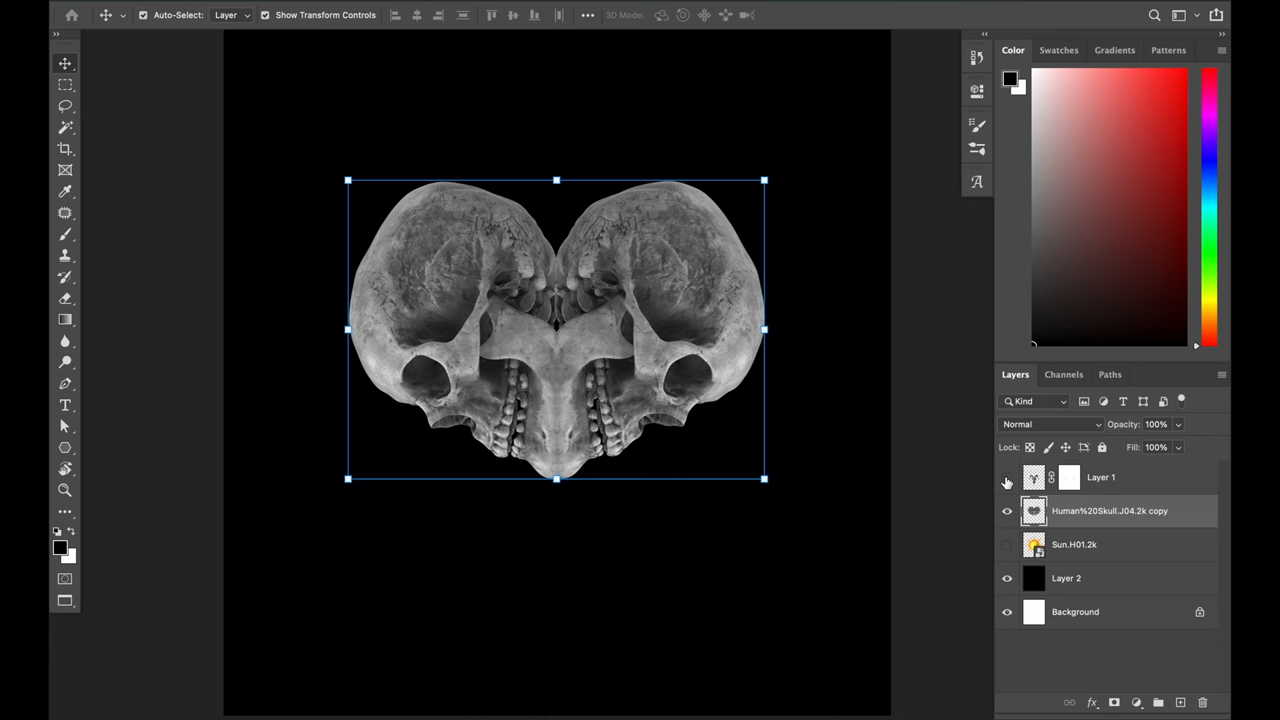 Auto-Select: Layer Show Transform Controls 3D Mode:
Color Swatches Gradients Patterns
Layers Channels Paths
Kind
Normal Opacity: 100%
Lock: Fill: 100%
Layer 1
Human%20Skull.J04.2k copy
Sun.H01.2k
Layer 2
Background